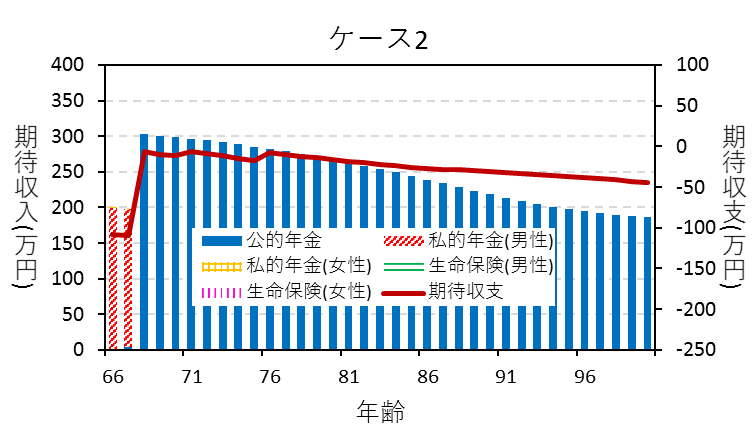 ケース2
400
350
300
250
200
150
100
50
0
期待収入(万円)
100
50
0
-50
-100
-150
-200
-250
期待収支(万円)
公的年金 私的年金(男性)
私的年金(女性) 生命保険(男性)
生命保険(女性) 期待収支
66 71 76 81 86 91 96
年齢